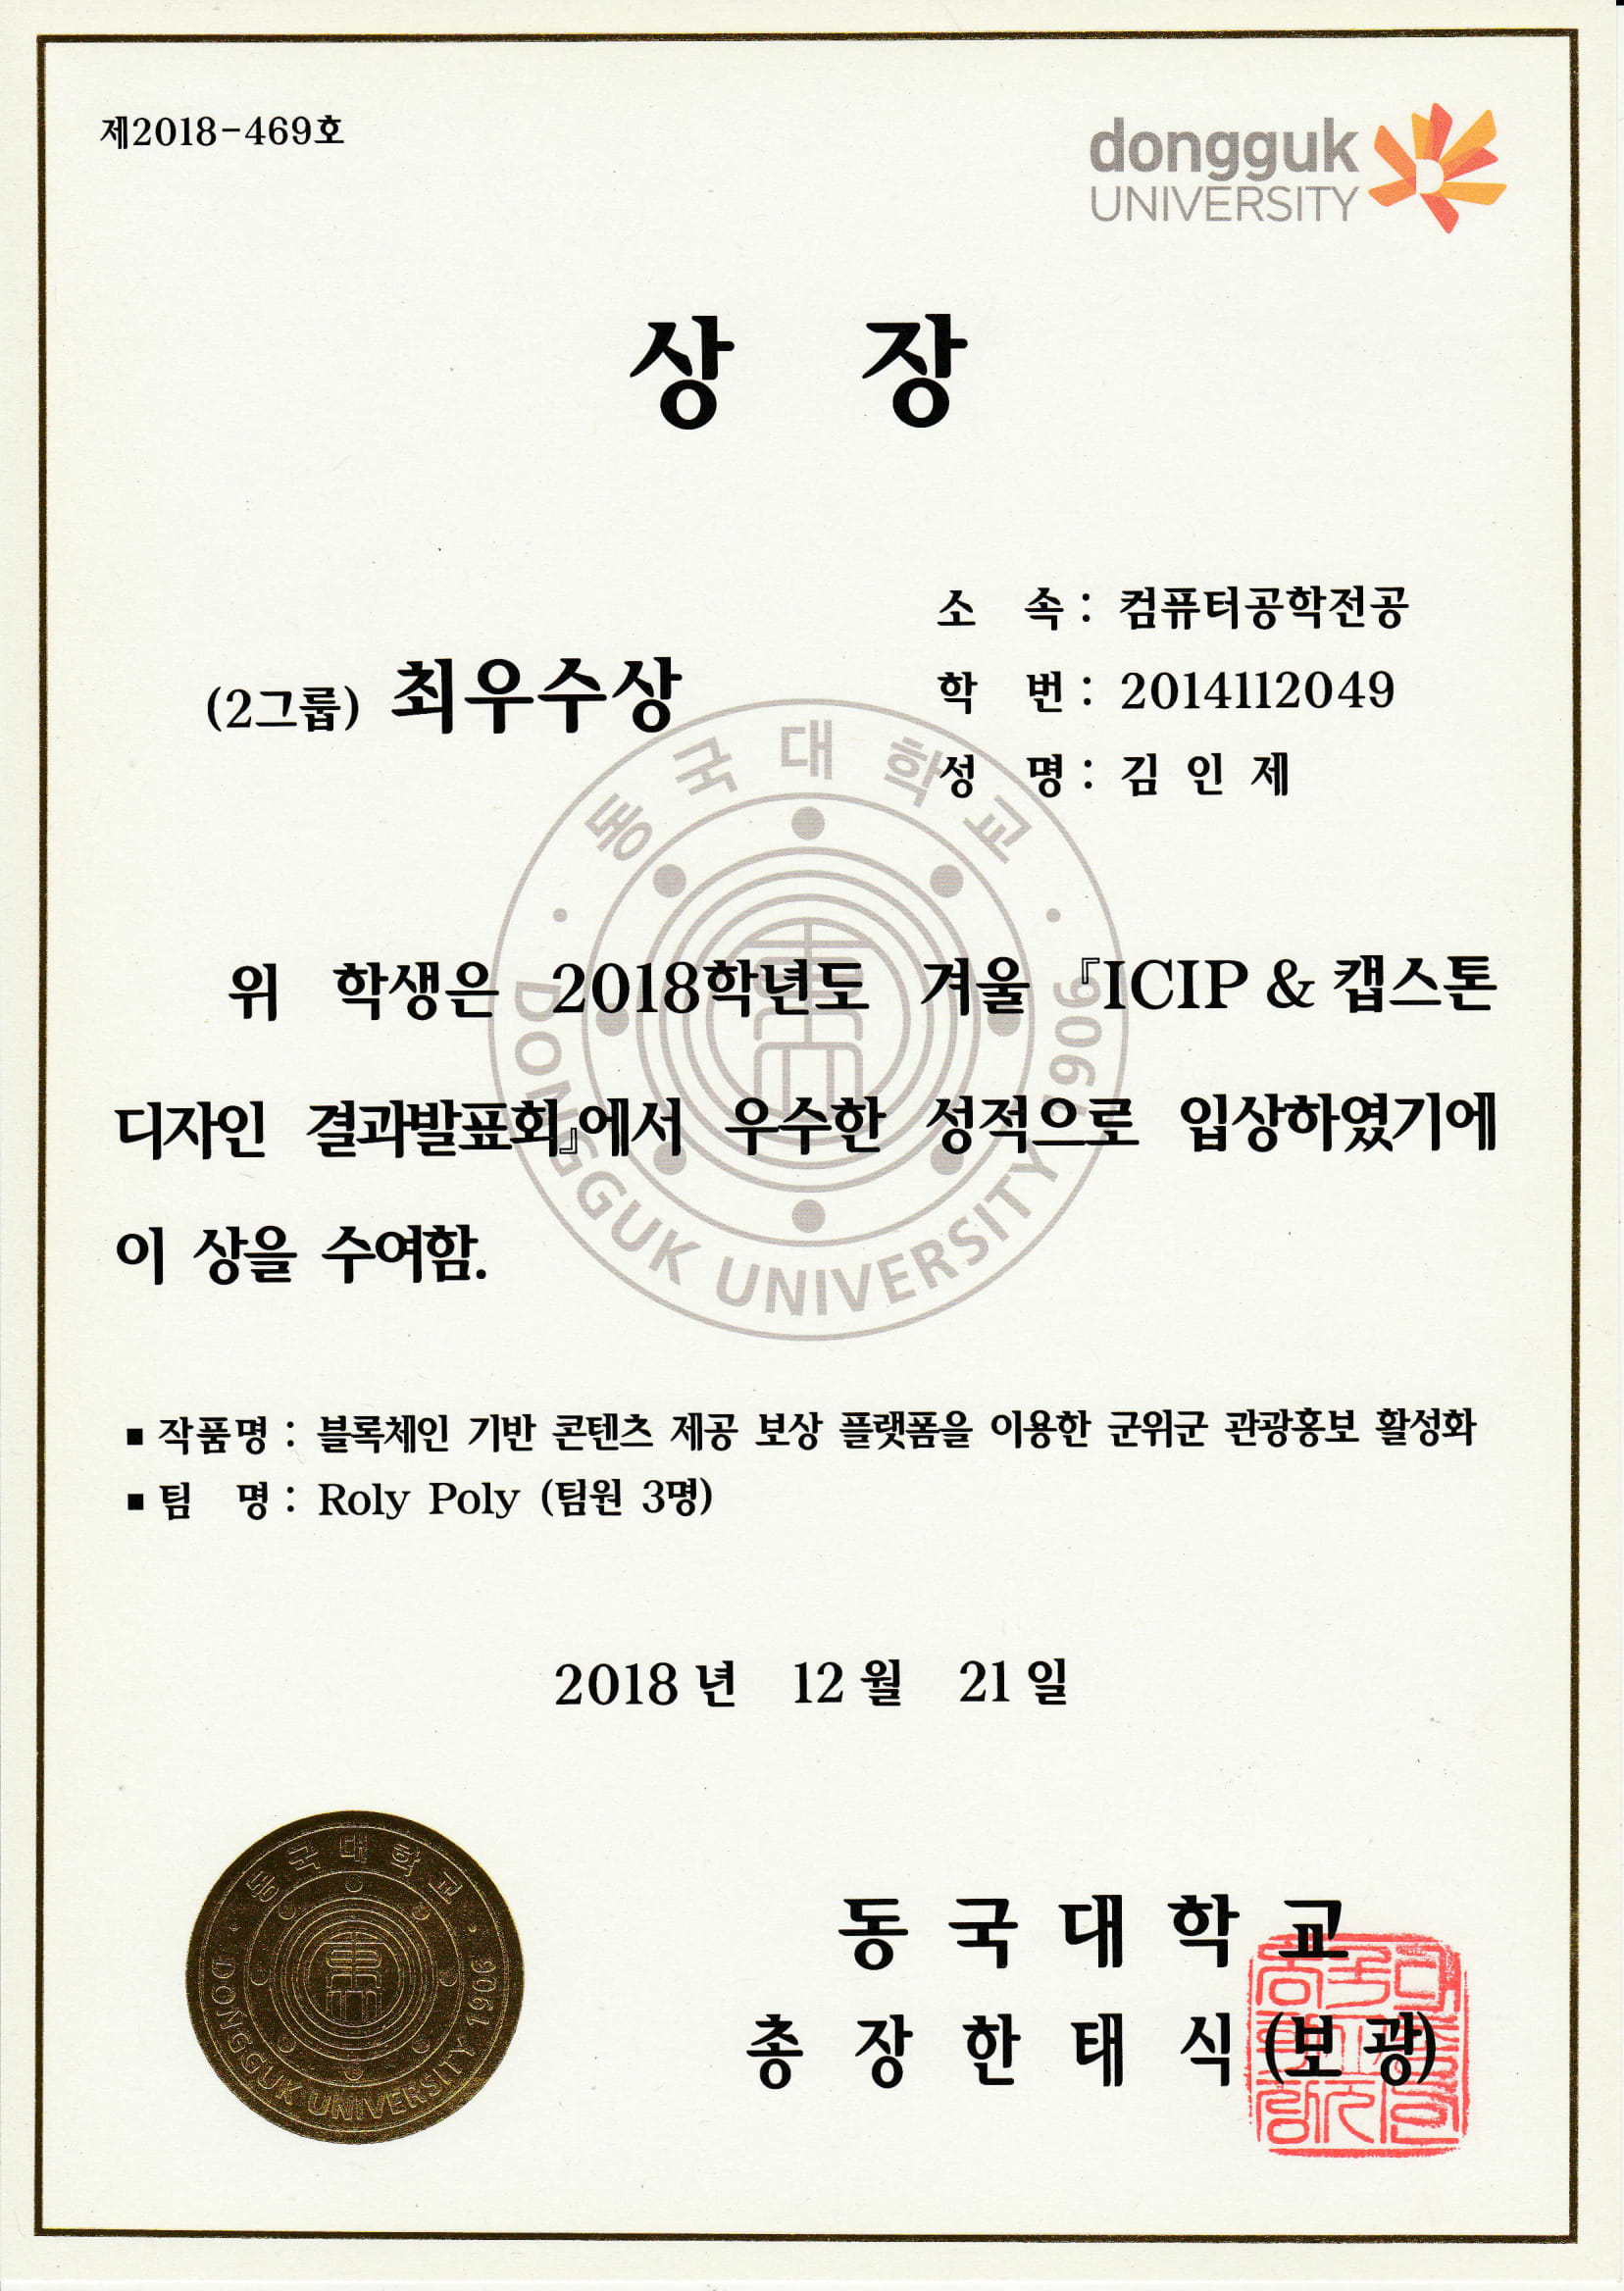 제2018-469호
dongguk
UNIVERSITY
상 장
소 속 : 컴퓨터공학전공
(2그룹) 최우수상
학 번 : 2014112049
성 명 : 김 인 제
동국대학교
DONGGUK UNIVERSITY 1906
위 학생은 2018학년도 겨울 『ICIP & 캡스톤
디자인 결과발표회』에서 우수한 성적으로 입상하였기에
이 상을 수여함.
▪ 작품명 : 블록체인 기반 콘텐츠 제공 보상 플랫폼을 이용한 군위군 관광홍보 활성화
▪ 팀 명 : Roly Poly (팀원 3명)
2018 년 12 월 21 일
동국대학교
DONGGUK UNIVERSITY 1906
동 국 대 학 교
총 장 한 태 식 (보 광)